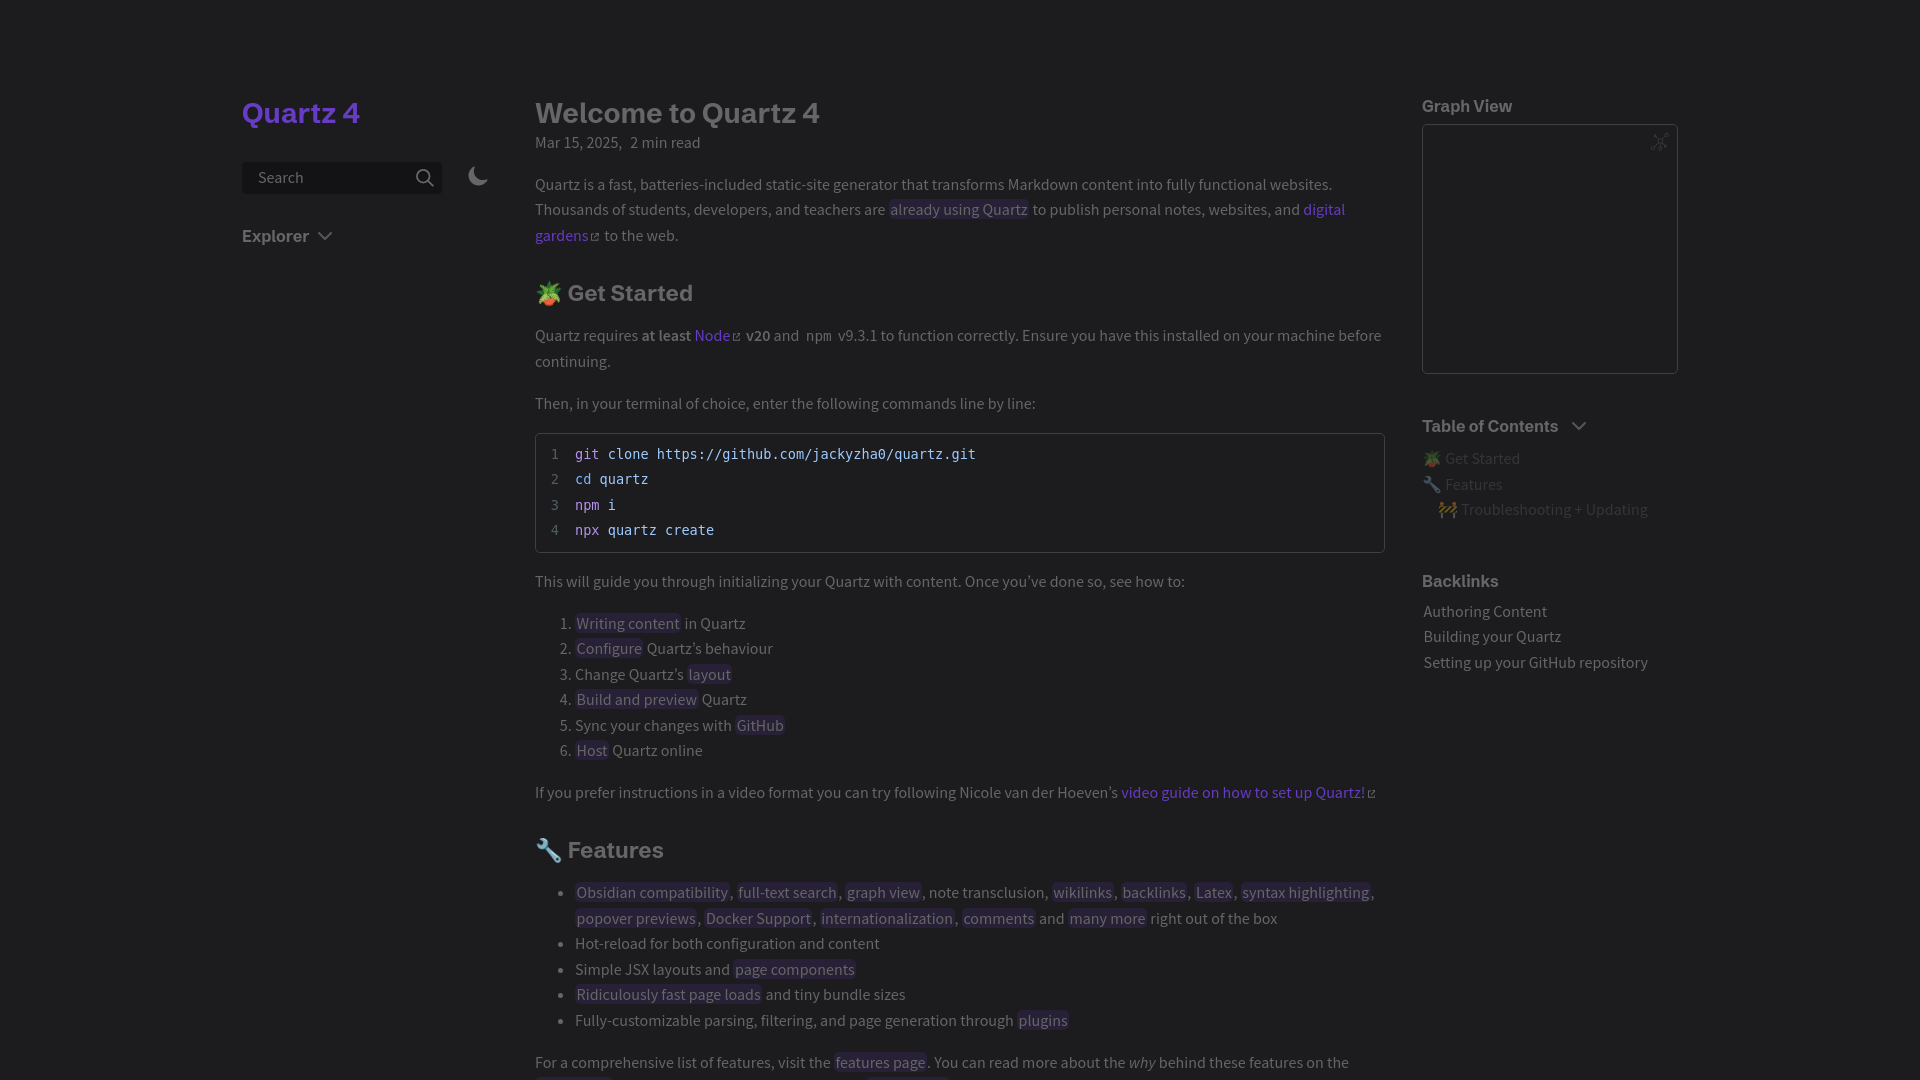 Quartz 4
Search
Explorer
Welcome to Quartz 4
Mar 15, 2025, 2 min read
Quartz is a fast, batteries-included static-site generator that transforms Markdown content into fully functional websites.
Thousands of students, developers, and teachers are already using Quartz to publish personal notes, websites, and digital
gardens to the web.
🪴 Get Started
Quartz requires at least Node v20 and npm v9.3.1 to function correctly. Ensure you have this installed on your machine before
continuing.
Then, in your terminal of choice, enter the following commands line by line:
1 git clone https://github.com/jackyzha0/quartz.git
2 cd quartz
3 npm i
4 npx quartz create
This will guide you through initializing your Quartz with content. Once you’ve done so, see how to:
1. Writing content in Quartz
2. Configure Quartz’s behaviour
3. Change Quartz’s layout
4. Build and preview Quartz
5. Sync your changes with GitHub
6. Host Quartz online
If you prefer instructions in a video format you can try following Nicole van der Hoeven’s video guide on how to set up Quartz!
🔧 Features
• Obsidian compatibility, full-text search, graph view, note transclusion, wikilinks, backlinks, Latex, syntax highlighting,
popover previews, Docker Support, internationalization, comments and many more right out of the box
• Hot-reload for both configuration and content
• Simple JSX layouts and page components
• Ridiculously fast page loads and tiny bundle sizes
• Fully-customizable parsing, filtering, and page generation through plugins
For a comprehensive list of features, visit the features page. You can read more about the why behind these features on the
Graph View
Table of Contents
🪴 Get Started
🔧 Features
🚧 Troubleshooting + Updating
Backlinks
Authoring Content
Building your Quartz
Setting up your GitHub repository